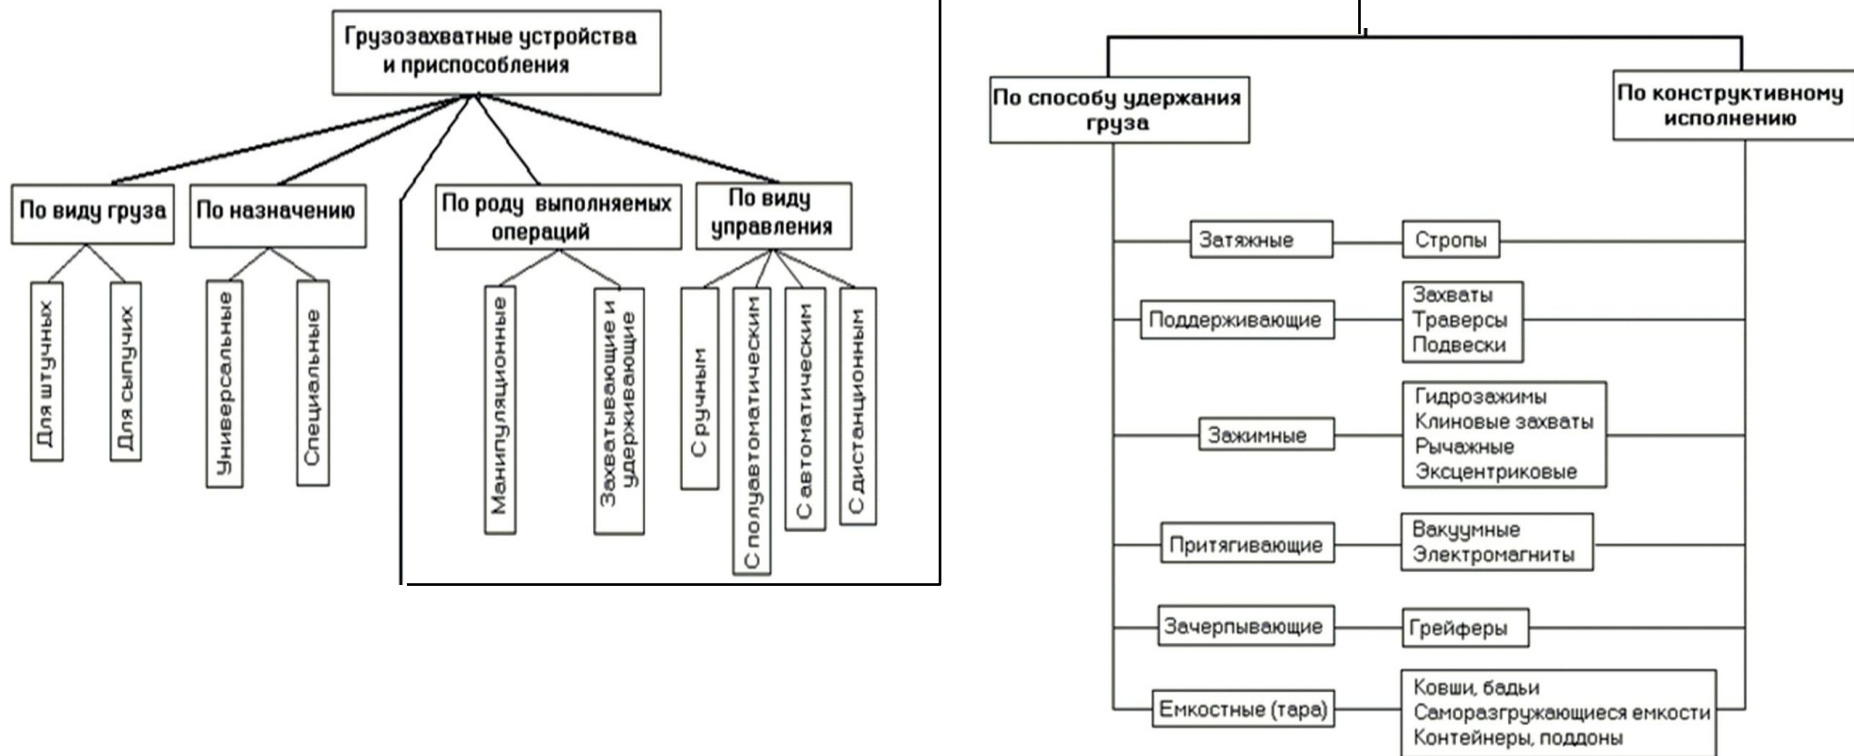 Грузозахватные устройства
и приспособления
По виду груза
По назначению
По роду выполняемых
операций
По виду
управления
Для штучных
Для сыпучих
Универсальные
Специальные
Манипуляционные
Захватывающие и
удерживающие
С ручным
С полуавтоматическим
С автоматическим
С дистанционным
По способу удержания
груза
По конструктивному
исполнению
Затяжные
Стропы
Поддерживающие
Захваты
Траверсы
Подвески
Зажимные
Гидрозажимы
Клиновые захваты
Рычажные
Эксцентриковые
Притягивающие
Вакуумные
Электромагниты
Зачерпывающие
Грейферы
Емкостные (тара)
Ковши, бадьи
Саморазгружающиеся емкости
Контейнеры, поддоны